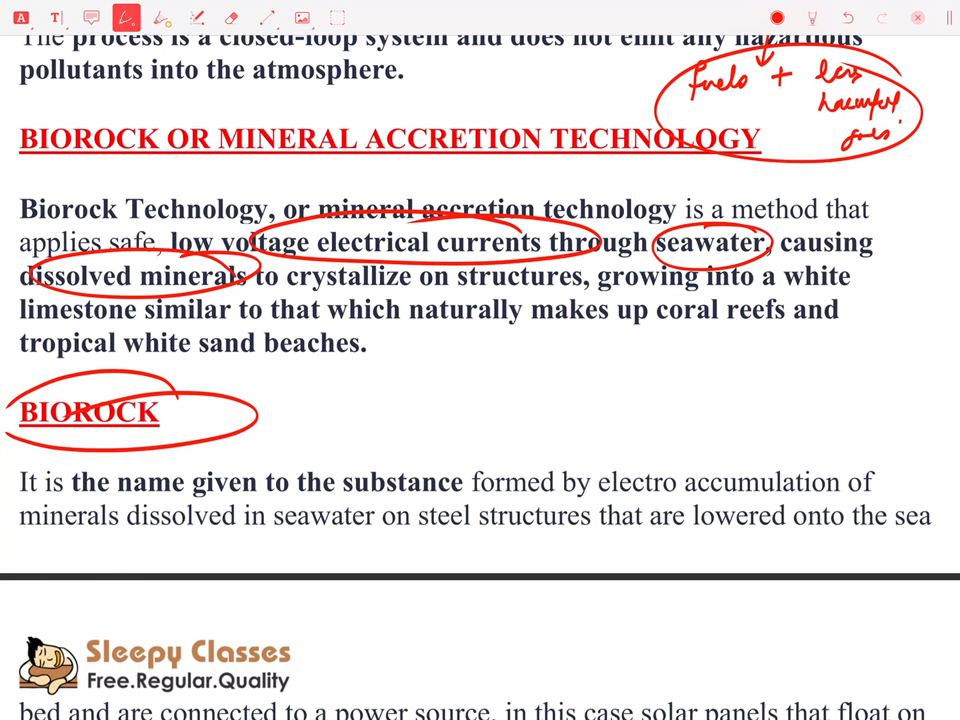 The process is a closed-loop system and does not emit any hazardous
pollutants into the atmosphere.
fuels + less
harmful
gases.
BIOROCK OR MINERAL ACCRETION TECHNOLOGY
Biorock Technology, or mineral accretion technology is a method that
applies safe, low voltage electrical currents through seawater, causing
dissolved minerals to crystallize on structures, growing into a white
limestone similar to that which naturally makes up coral reefs and
tropical white sand beaches.
BIOROCK
It is the name given to the substance formed by electro accumulation of
minerals dissolved in seawater on steel structures that are lowered onto the sea
Sleepy Classes
Free.Regular.Quality
bed and are connected to a power source, in this case solar panels that float on